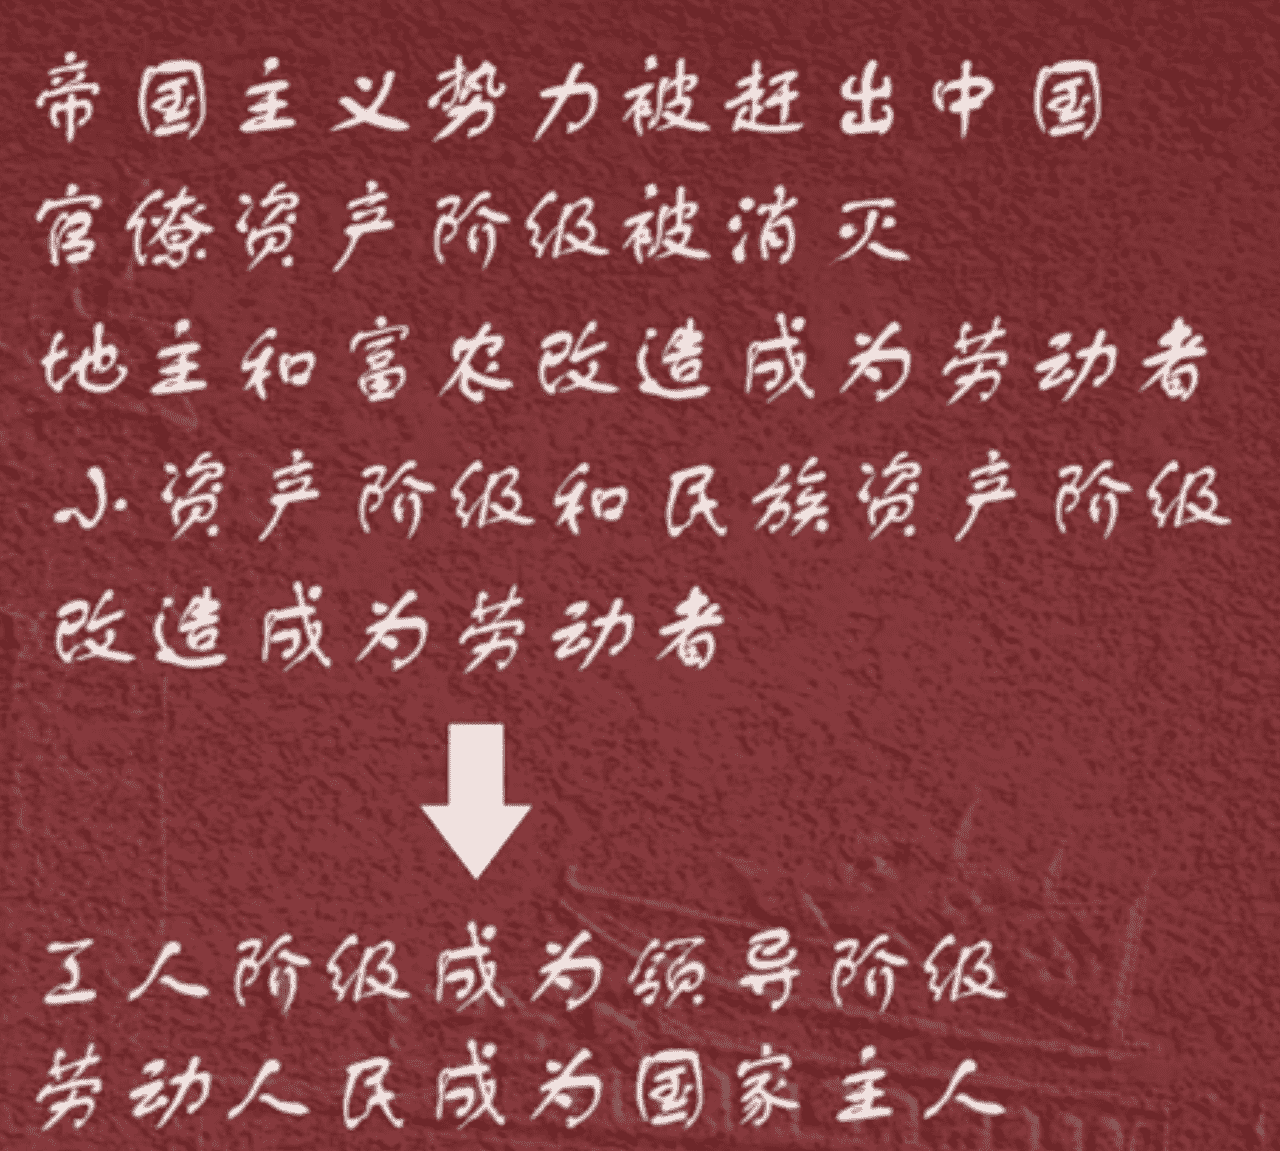 帝国主义势力被赶出中国
官僚资产阶级被消灭
地主和富农改造成为劳动者
小资产阶级和民族资产阶级
改造成为劳动者
工人阶级成为领导阶级
劳动人民成为国家主人